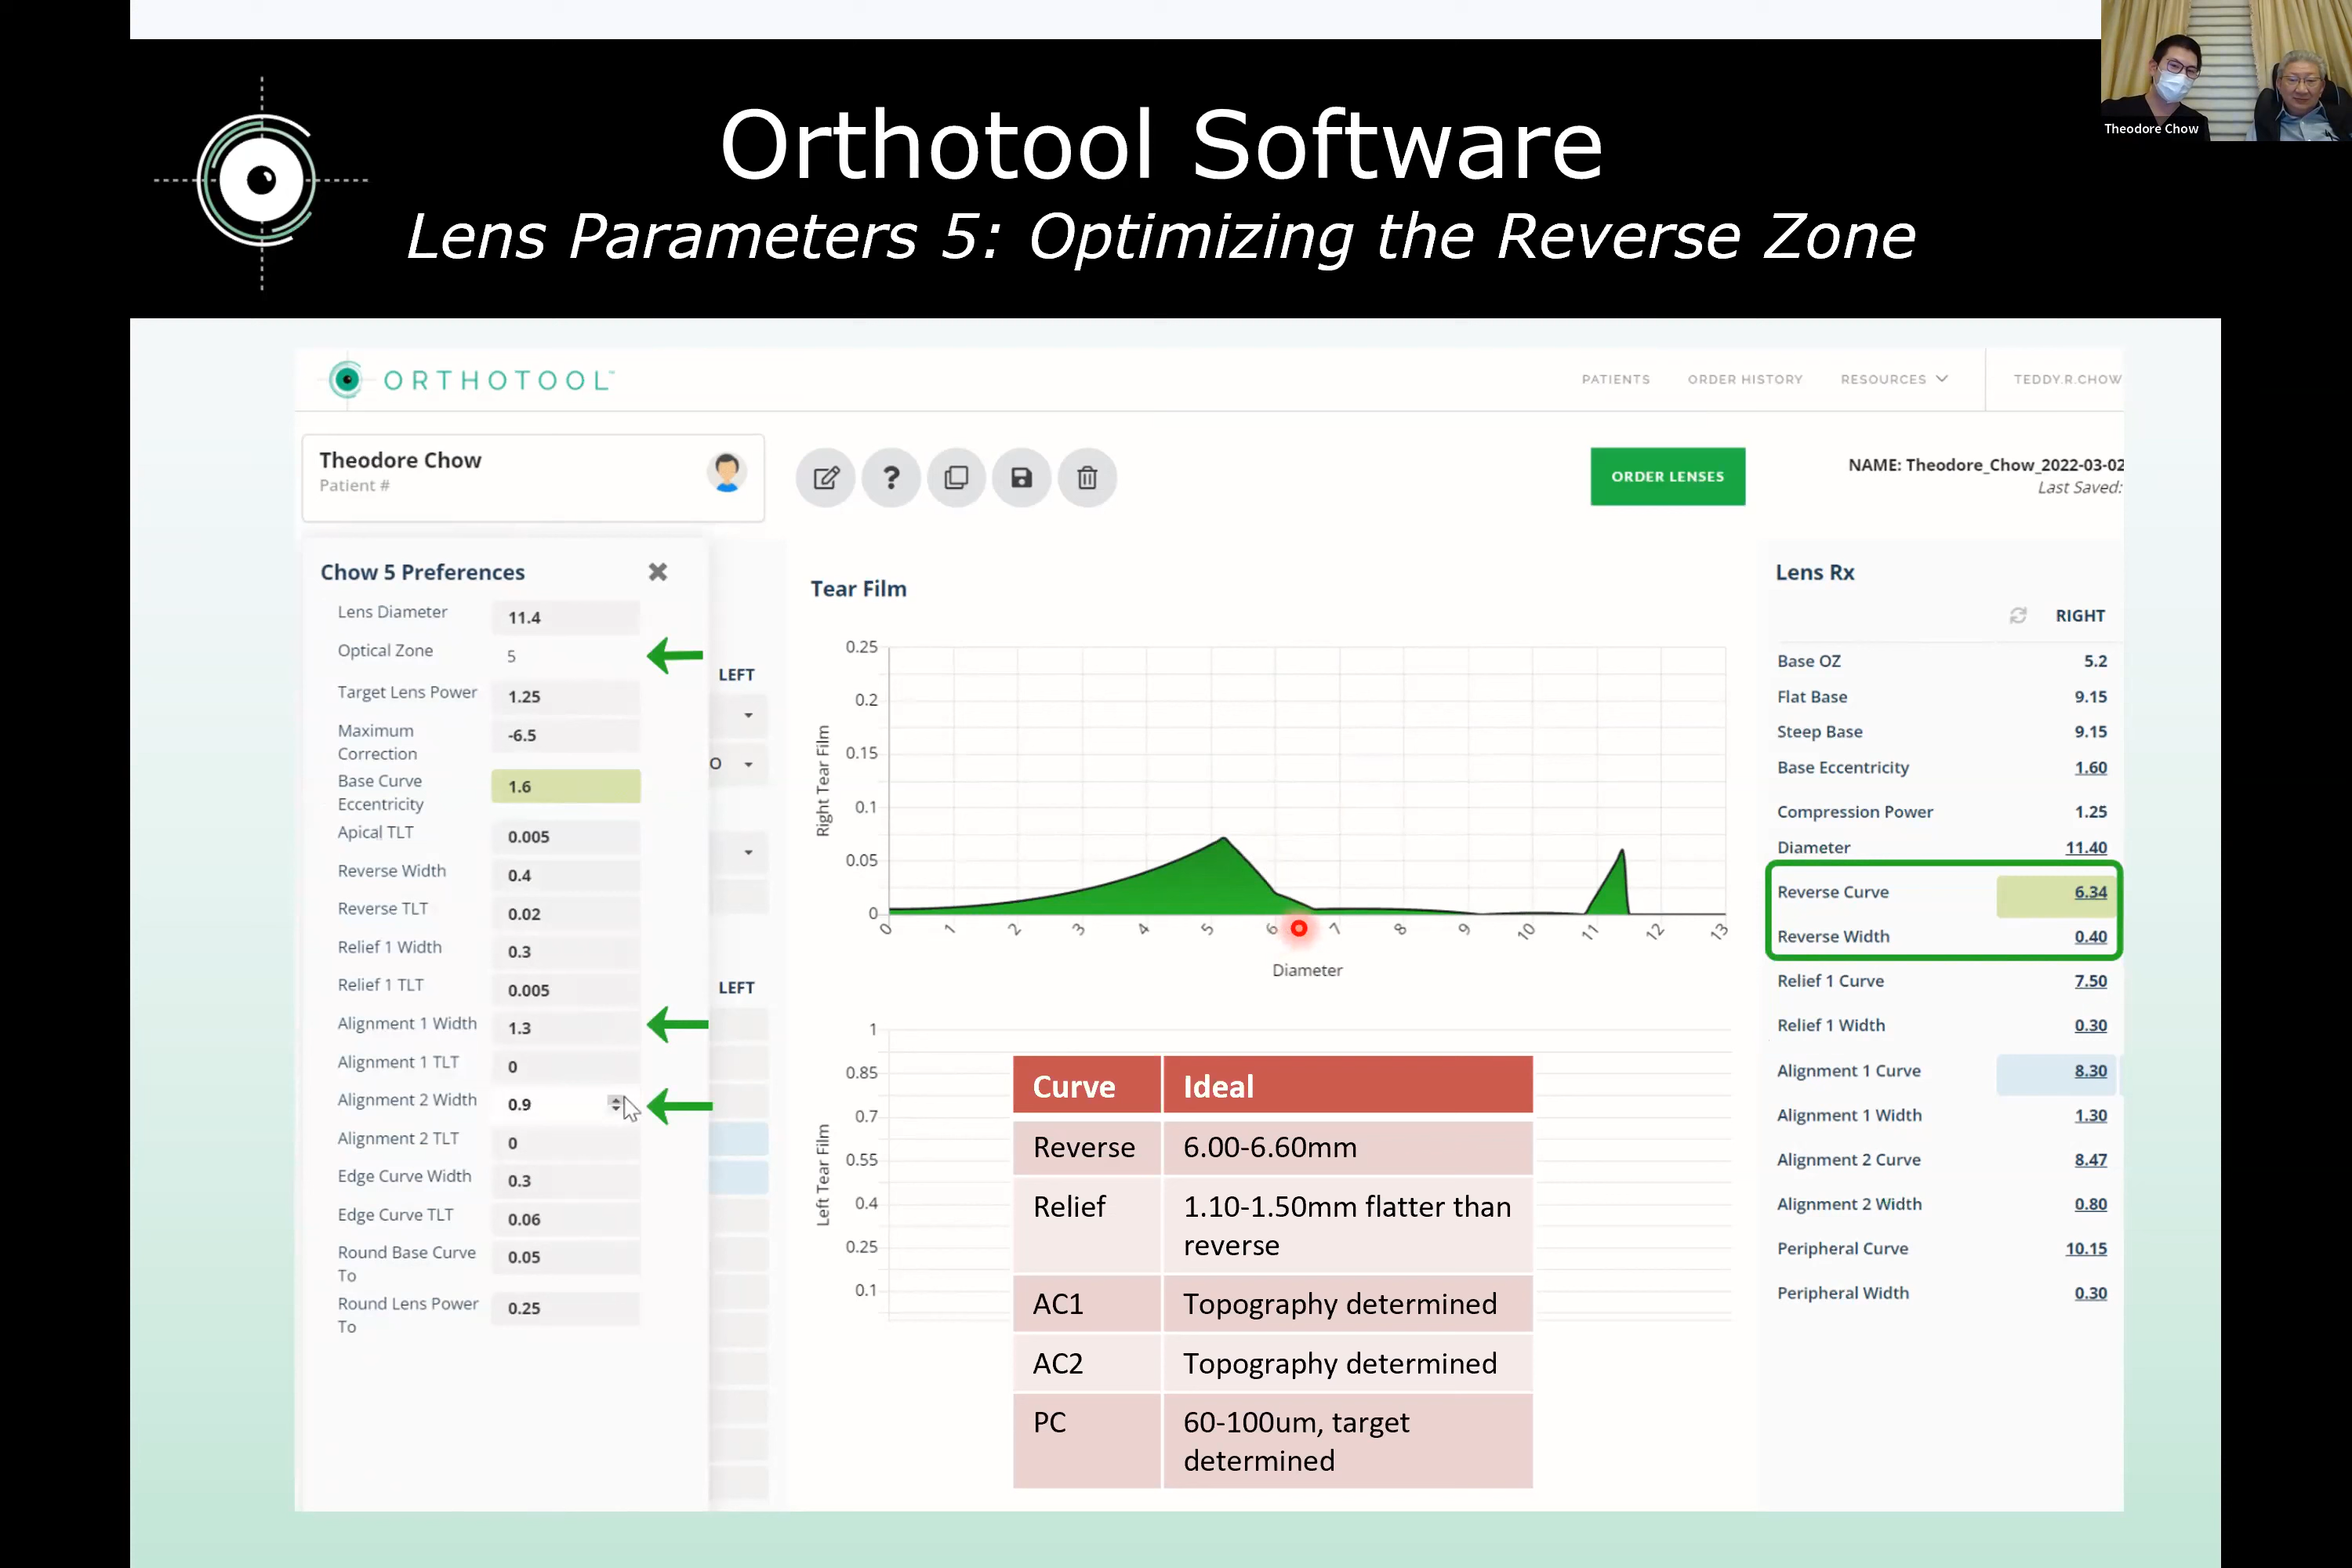 Theodore Chow
Orthotool Software
Lens Parameters 5: Optimizing the Reverse Zone
ORTHOTOOL™
PATIENTS
ORDER HISTORY
RESOURCES
TEDDY.R.CHOW
Theodore Chow
Patient #
?
ORDER LENSES
NAME: Theodore_Chow_2022-03-02
Last Saved:
Chow 5 Preferences
Lens Diameter 11.4
Optical Zone 5
Target Lens Power 1.25
Maximum
Correction -6.5
Base Curve
Eccentricity 1.6
Apical TLT 0.005
Reverse Width 0.4
Reverse TLT 0.02
Relief 1 Width 0.3
Relief 1 TLT 0.005
Alignment 1 Width 1.3
Alignment 1 TLT 0
Alignment 2 Width 0.9
Alignment 2 TLT 0
Edge Curve Width 0.3
Edge Curve TLT 0.06
Round Base Curve
To 0.05
Round Lens Power
To 0.25
LEFT
O
LEFT
Tear Film
Right Tear Film
0.25
0.2
0.15
0.1
0.05
0
0 1 2 3 4 5 6 7 8 9 10 11 12 13
Diameter
Left Tear Film
1
0.85
0.7
0.55
0.4
0.25
0.1
Curve Ideal
Reverse 6.00-6.60mm
Relief 1.10-1.50mm flatter than
reverse
AC1 Topography determined
AC2 Topography determined
PC 60-100um, target
determined
Lens Rx
RIGHT
Base OZ 5.2
Flat Base 9.15
Steep Base 9.15
Base Eccentricity 1.60
Compression Power 1.25
Diameter 11.40
Reverse Curve 6.34
Reverse Width 0.40
Relief 1 Curve 7.50
Relief 1 Width 0.30
Alignment 1 Curve 8.30
Alignment 1 Width 1.30
Alignment 2 Curve 8.47
Alignment 2 Width 0.80
Peripheral Curve 10.15
Peripheral Width 0.30